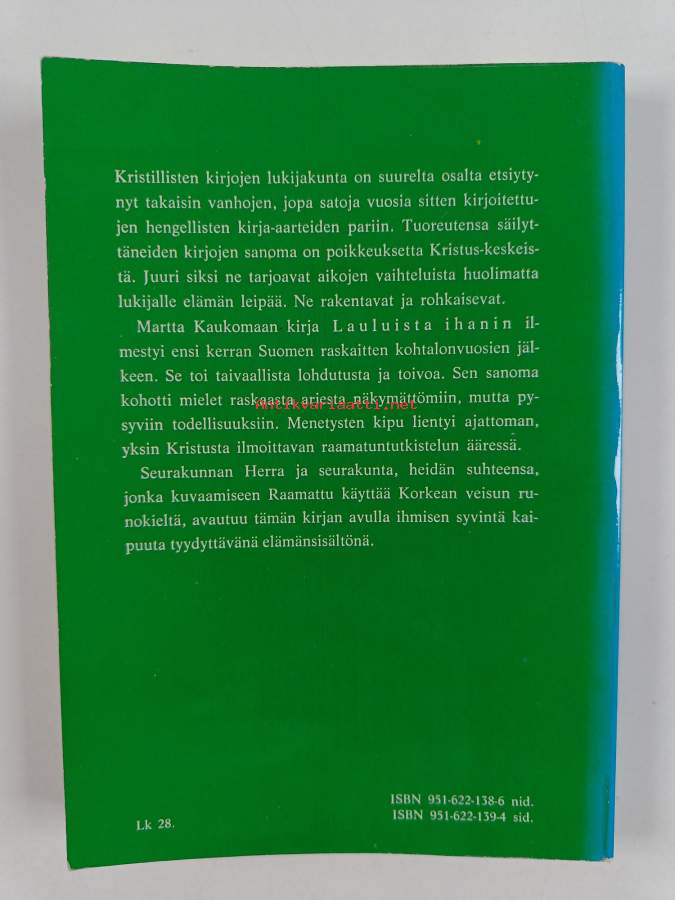 Kristillisten kirjojen lukijakunta on suurelta osalta etsiyty-
nyt takaisin vanhojen, jopa satoja vuosia sitten kirjoitettu-
jen hengellisten kirja-aarteiden pariin. Tuoreutensa säilyt-
täneiden kirjojen sanoma on poikkeuksetta Kristus-keskeis-
tä. Juuri siksi ne tarjoavat aikojen vaihteluista huolimatta
lukijalle elämän leipää. Ne rakentavat ja rohkaisevat.
Martta Kaukomaan kirja Lauluista ihanin il-
mestyi ensi kerran Suomen raskaitten kohtalonvuosien jäl-
keen. Se toi taivaallista lohdutusta ja toivoa. Sen sanoma
kohotti mielet raskaasta arjesta näkymättömiin, mutta py-
Antikvariaatti.net
syviin todellisuuksiin. Menetysten kipu lientyi ajattoman,
yksin Kristusta ilmoittavan raamatuntutkistelun ääressä.
Seurakunnan Herra ja seurakunta, heidän suhteensa,
jonka kuvaamiseen Raamattu käyttää Korkean veisun ru-
nokieltä, avautuu tämän kirjan avulla ihmisen syvintä kai-
puuta tyydyttävänä elämänsisältönä.
ISBN 951-622-138-6 nid.
ISBN 951-622-139-4 sid.
Lk 28.